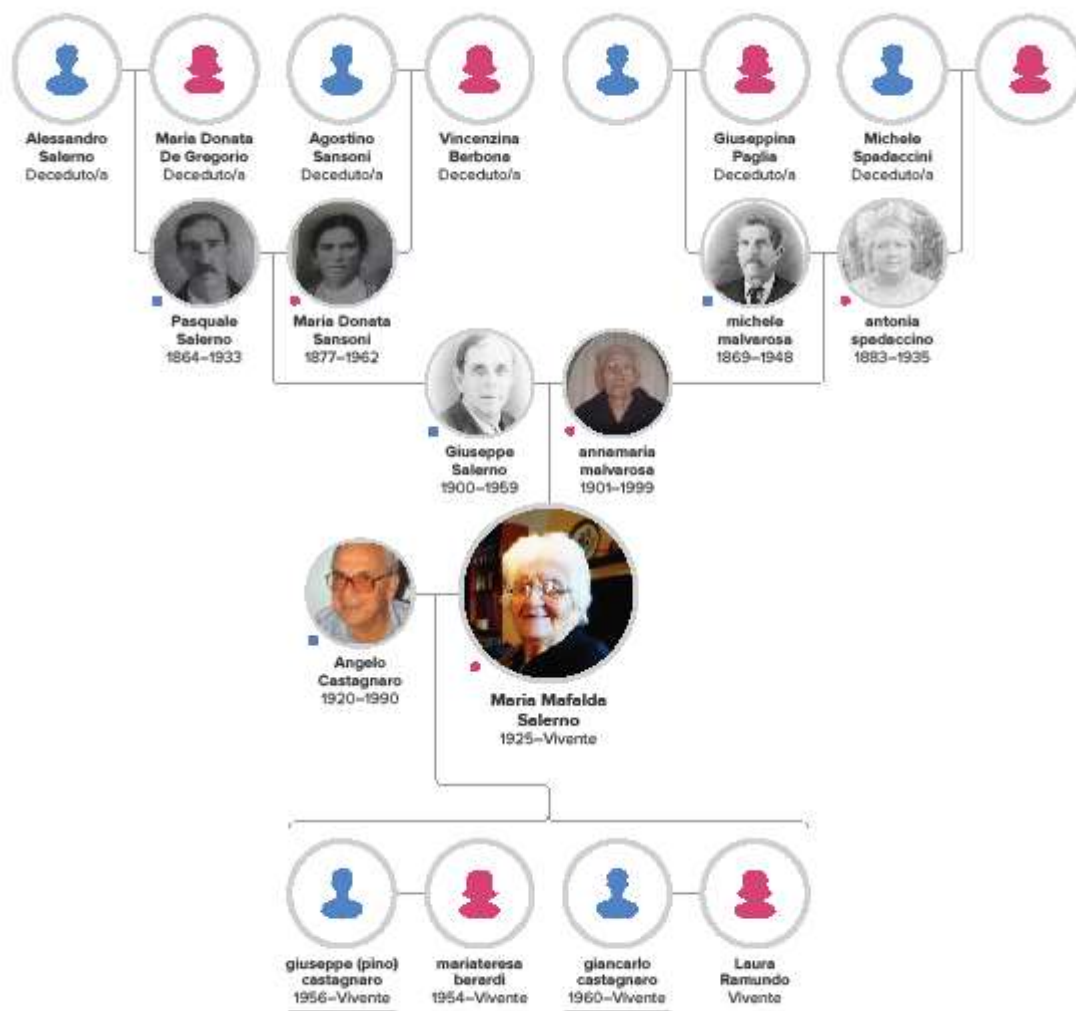 Alessandro
Salerno
Deceduto/a
Maria Donata
De Gregorio
Deceduto/a
Agostino
Sansoni
Deceduto/a
Vincenzina
Berbona
Deceduto/a
Giuseppina
Paglia
Deceduto/a
Michele
Spadaccini
Deceduto/a
Pasquale
Salerno
1864–1933
Maria Donata
Sansoni
1877–1962
michele
malvarosa
1869–1948
antonia
spadaccino
1883–1935
Giuseppe
Salerno
1900–1959
annamaria
malvarosa
1901–1999
Angelo
Castagnaro
1920–1990
Maria Mafalda
Salerno
1925–Vivente
giuseppe (pino)
castagnaro
1956–Vivente
mariateresa
berardi
1954–Vivente
giancarlo
castagnaro
1960–Vivente
Laura
Ramundo
Vivente